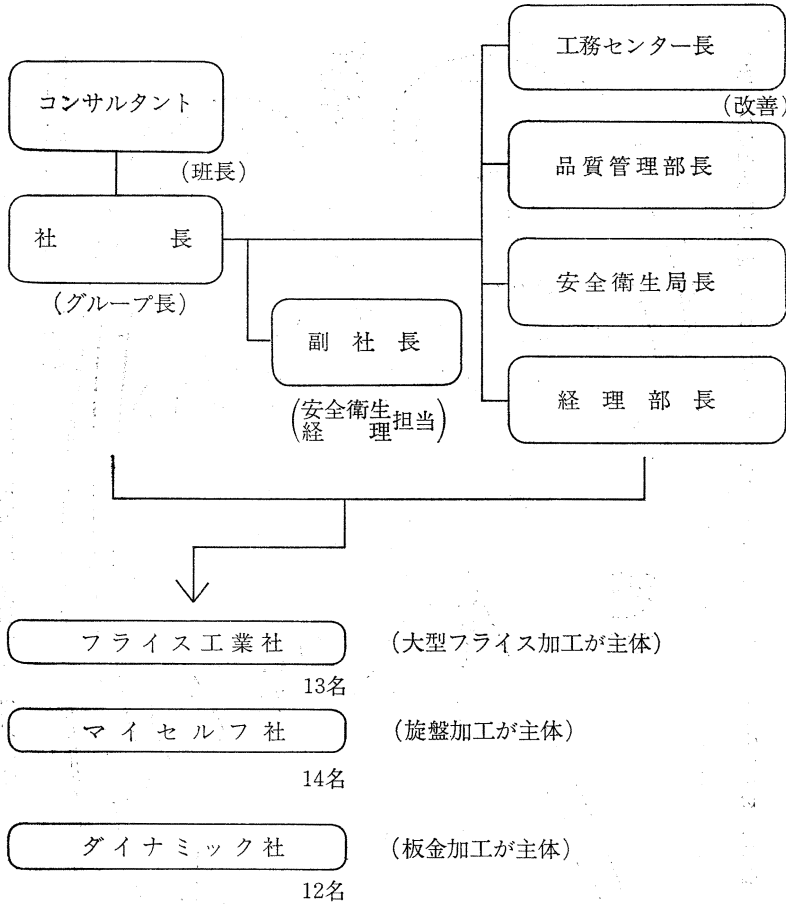 コンサルタント
(班長)
社長
(グループ長)
副社長
(安全衛生経理担当)
工務センター長
(改善)
品質管理部長
安全衛生局長
経理部長
フライス工業社
(大型フライス加工が主体)
13名
マイセルフ社
(旋盤加工が主体)
14名
ダイナミック社
(板金加工が主体)
12名